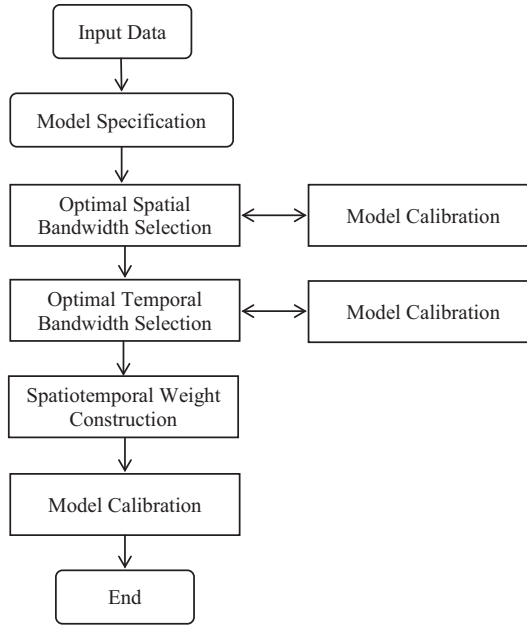 Input Data
Model Specification
Optimal Spatial
Bandwidth Selection
Model Calibration
Optimal Temporal
Bandwidth Selection
Model Calibration
Spatiotemporal Weight
Construction
Model Calibration
End